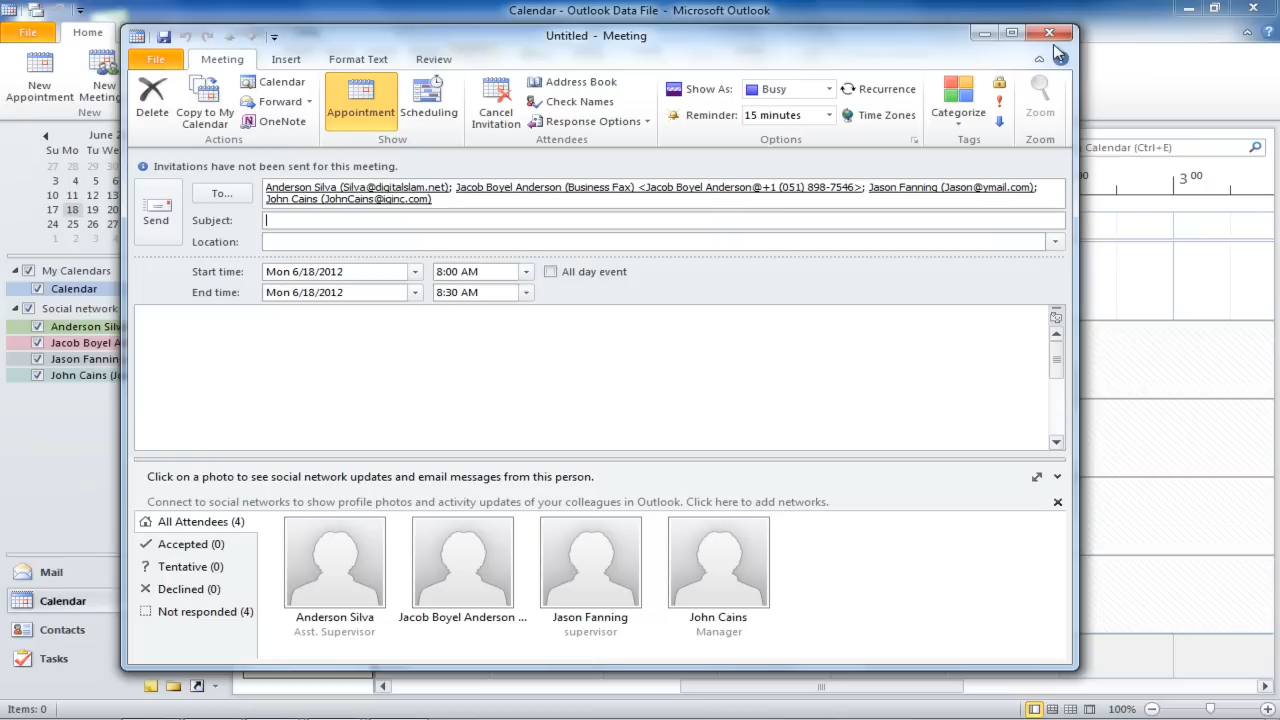 Calendar - Outlook Data File - Microsoft Outlook
File Home
New Appointment
New Meeting
New
Untitled - Meeting
File Meeting Insert Format Text Review
Delete
Copy to My Calendar
Calendar
Forward
OneNote
Actions
Appointment
Scheduling
Show
Cancel Invitation
Address Book
Check Names
Response Options
Attendees
Show As: Busy
Reminder: 15 minutes
Recurrence
Time Zones
Options
Categorize
Tags
Zoom
Zoom
Invitations have not been sent for this meeting.
Send
To... Anderson Silva (Silva@digitalslam.net); Jacob Boyel Anderson (Business Fax) <Jacob Boyel Anderson@+1 (051) 898-7546>; Jason Fanning (Jason@ymail.com);
John Cains (JohnCains@iqinc.com)
Subject:
Location:
Start time: Mon 6/18/2012 8:00 AM All day event
End time: Mon 6/18/2012 8:30 AM
Click on a photo to see social network updates and email messages from this person.
Connect to social networks to show profile photos and activity updates of your colleagues in Outlook. Click here to add networks.
All Attendees (4)
Accepted (0)
Tentative (0)
Declined (0)
Not responded (4)
Anderson Silva
Asst. Supervisor
Jacob Boyel Anderson ...
Jason Fanning
supervisor
John Cains
Manager
June 2
Su Mo Tu We
27 28 29 30
3 4 5 6
10 11 12 13
17 18 19 20
24 25 26 27
1 2 3 4
My Calendars
Calendar
Social network
Anderson Silv
Jacob Boyel A
Jason Fanning
John Cains (Jo
Mail
Calendar
Contacts
Tasks
Calendar (Ctrl+E)
00
3 00
Items: 0
100%